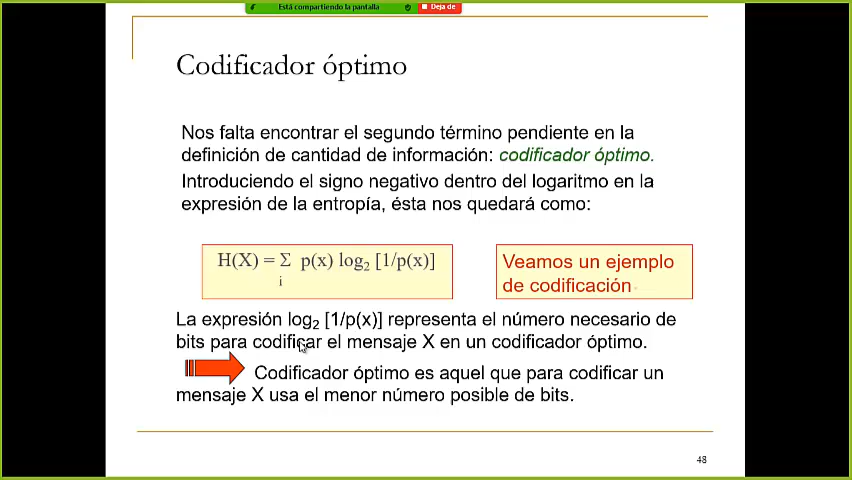 Está compartiendo la pantalla Deja de
Codificador óptimo
Nos falta encontrar el segundo término pendiente en la
definición de cantidad de información: codificador óptimo.
Introduciendo el signo negativo dentro del logaritmo en la
expresión de la entropía, ésta nos quedará como:
H(X) = Σ p(x) log₂ [1/p(x)]
i
Veamos un ejemplo
de codificación
La expresión log₂ [1/p(x)] representa el número necesario de
bits para codificar el mensaje X en un codificador óptimo.
Codificador óptimo es aquel que para codificar un
mensaje X usa el menor número posible de bits.
48